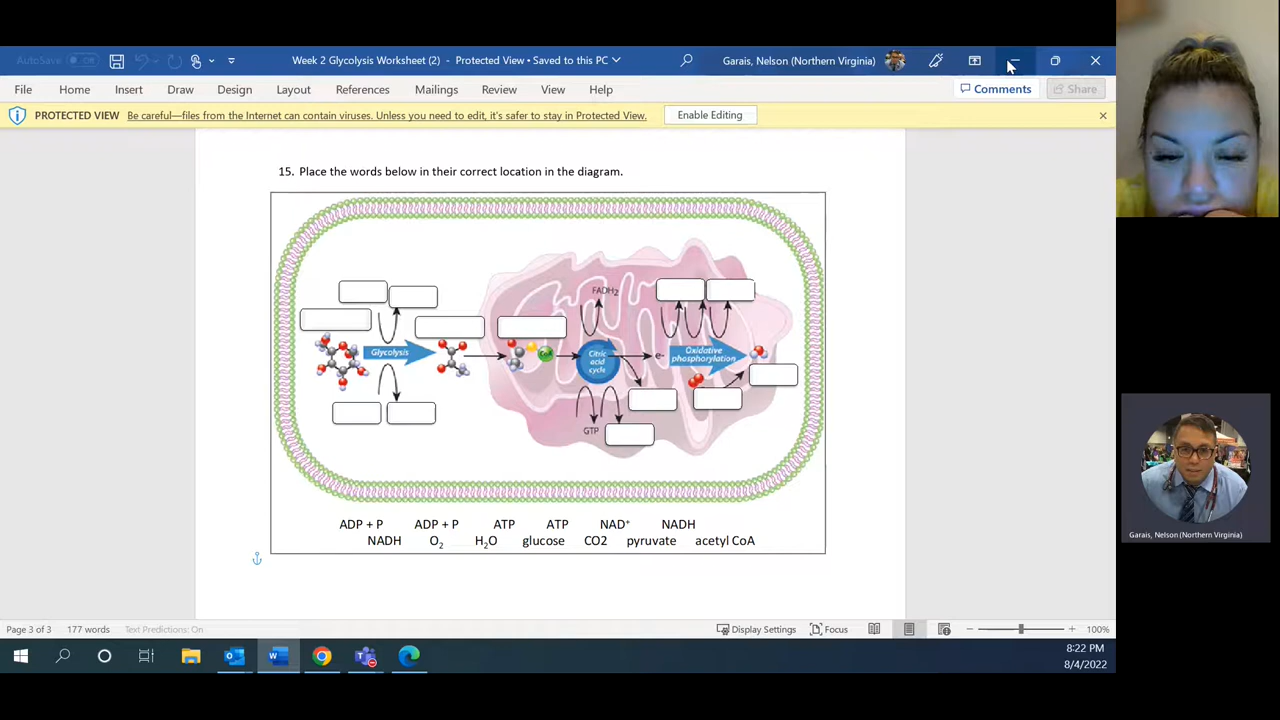 AutoSave Off Week 2 Glycolysis Worksheet (2) - Protected View • Saved to this PC Garais, Nelson (Northern Virginia)
File Home Insert Draw Design Layout References Mailings Review View Help Comments Share
PROTECTED VIEW Be careful—files from the Internet can contain viruses. Unless you need to edit, it's safer to stay in Protected View. Enable Editing
15. Place the words below in their correct location in the diagram.
FADH2
Glycolysis
CoA
Citric
acid
cycle
e-
Oxidative
phosphorylation
GTP
ADP + P ADP + P ATP ATP NAD+ NADH
NADH O2 H2O glucose CO2 pyruvate acetyl CoA
Garais, Nelson (Northern Virginia)
Page 3 of 3 177 words Text Predictions: On Display Settings Focus 100%
8:22 PM
8/4/2022